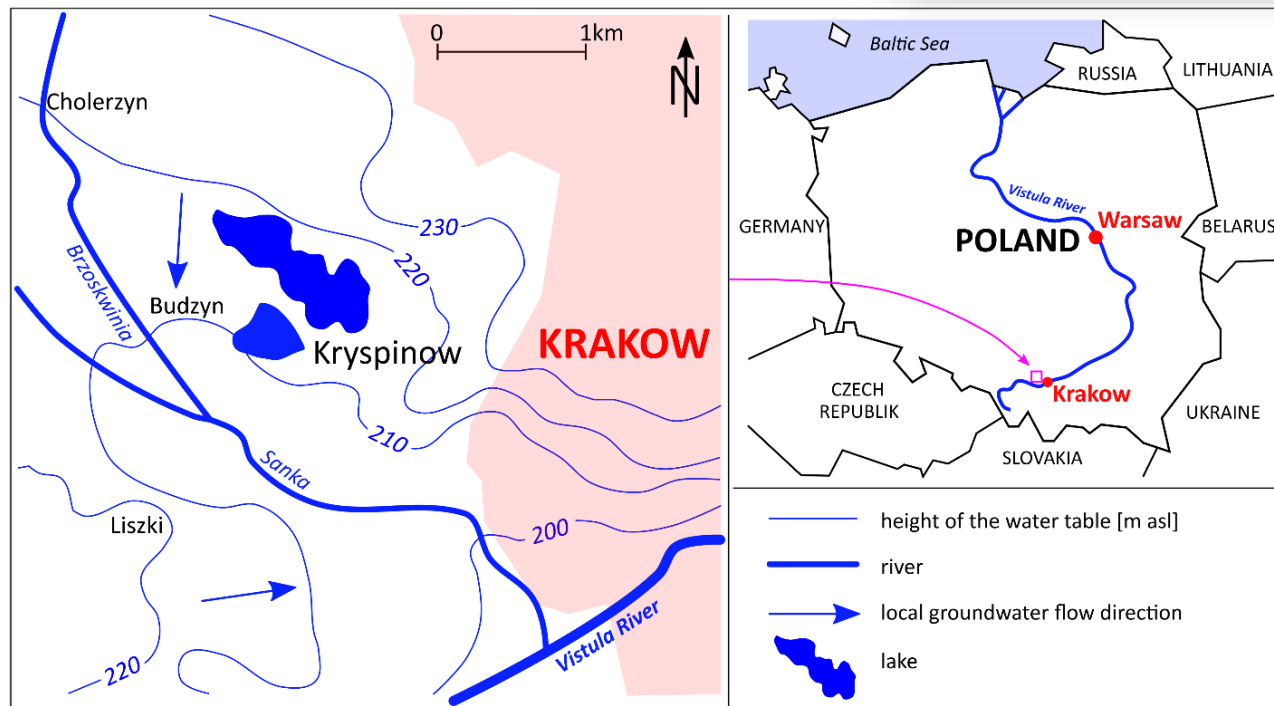 0
1km
N
Cholerzyn
230
220
Budzyn
Brzoskwinia
Kryspinow
KRAKOW
210
Sanka
Liszki
200
220
Vistula River
Baltic Sea
RUSSIA
LITHUANIA
Vistula River
GERMANY
POLAND
Warsaw
BELARUS
CZECH
REPUBLIK
Krakow
UKRAINE
SLOVAKIA
height of the water table [m asl]
river
local groundwater flow direction
lake